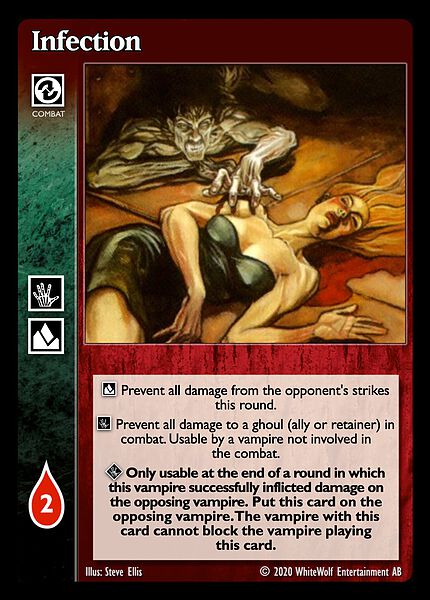 Infection
COMBAT
Prevent all damage from the opponent's strikes
this round.
Prevent all damage to a ghoul (ally or retainer) in
combat. Usable by a vampire not involved in
the combat.
Only usable at the end of a round in which
this vampire successfully inflicted damage on
the opposing vampire. Put this card on the
opposing vampire. The vampire with this
card cannot block the vampire playing
this card.
2
Illus: Steve Ellis
© 2020 WhiteWolf Entertainment AB